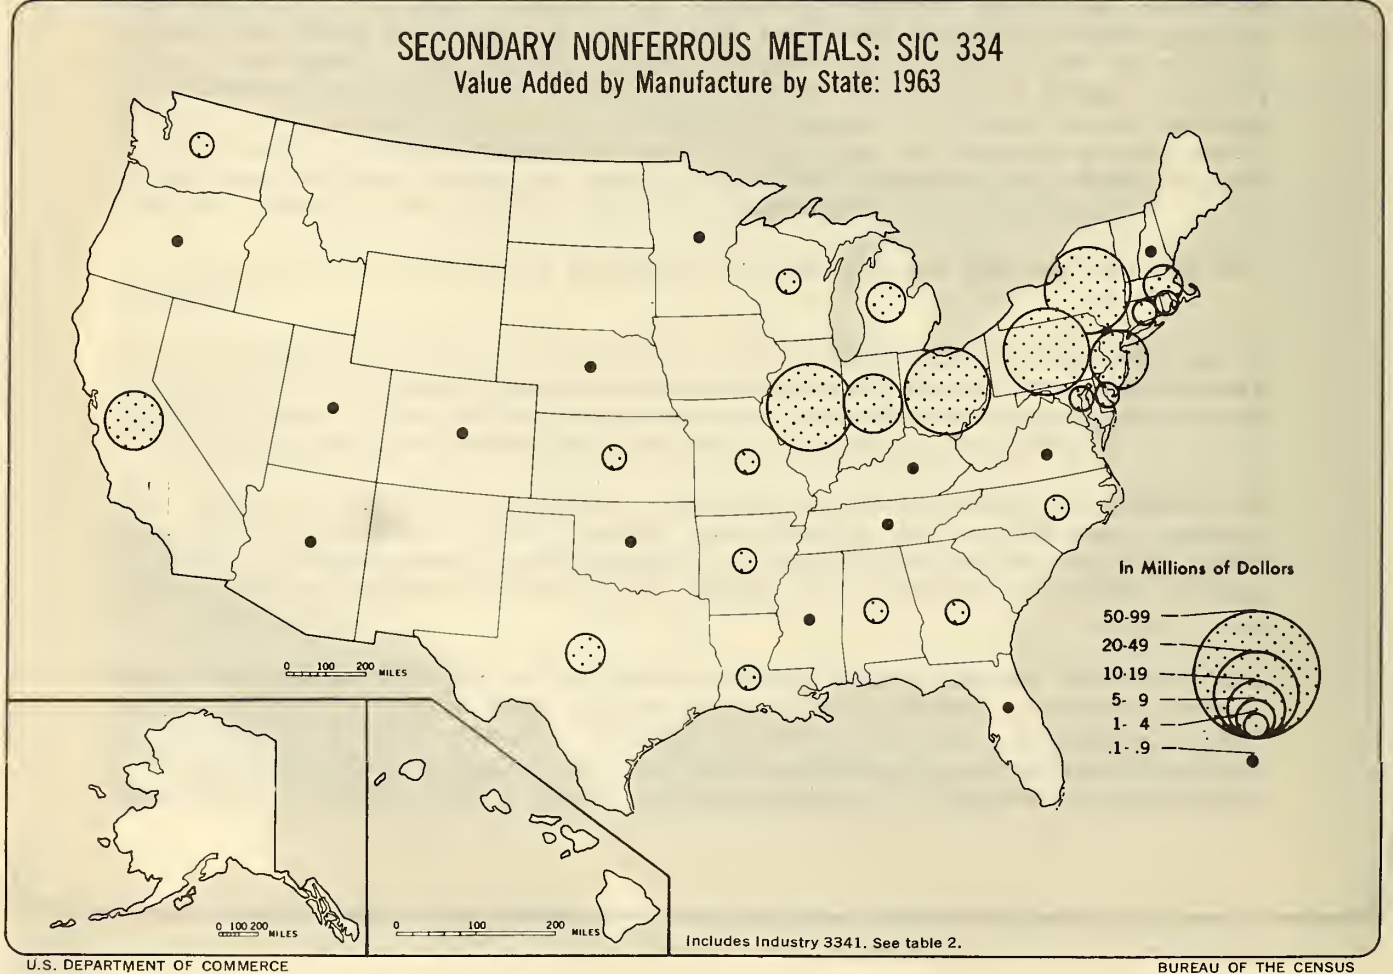 SECONDARY NONFERROUS METALS: SIC 334
Value Added by Manufacture by State: 1963
In Millions of Dollars
50-99
20-49
10-19
5- 9
1- 4
.1- .9
0 100 200 MILES
0 100 200 MILES
0 100 200 MILES
Includes Industry 3341. See table 2.
U.S. DEPARTMENT OF COMMERCE
BUREAU OF THE CENSUS